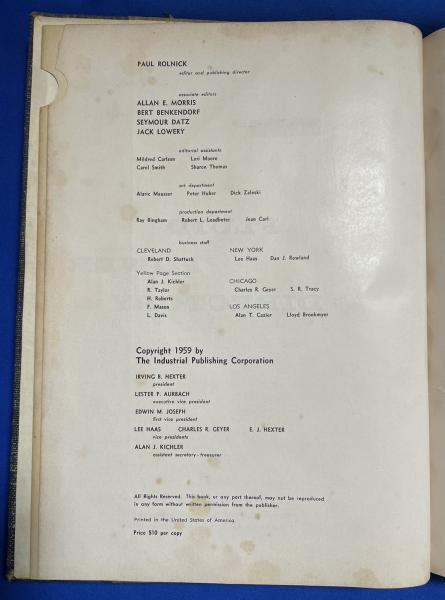 PAUL ROLNICK
editor and publishing director
associate editors
ALLAN E. MORRIS
BERT BENKENDORF
SEYMOUR DATZ
JACK LOWERY
editorial assistants
Mildred Carlson Lori Moore
Carol Smith Sharon Thomas
art department
Alaric Mausser Peter Huber Dick Zaleski
production department
Ray Bingham Robert L. Leadbeter Jean Carl
business staff
CLEVELAND NEW YORK
Robert D. Shattuck Lee Haas Dan J. Rowland
Yellow Page Section CHICAGO
Alan J. Kichler Charles R. Geyer S. R. Tracy
R. Taylor
H. Roberts
F. Mason LOS ANGELES
L. Davis Alan T. Cazier Lloyd Brookmyer
Copyright 1959 by
The Industrial Publishing Corporation
IRVING B. HEXTER
president
LESTER P. AURBACH
executive vice president
EDWIN M. JOSEPH
first vice president
LEE HAAS CHARLES R. GEYER E. J. HEXTER
vice presidents
ALAN J. KICHLER
assistant secretary-treasurer
All Rights Reserved. This book, or any part thereof, may not be reproduced
in any form without written permission from the publisher.
Printed in the United States of America.
Price $10 per copy